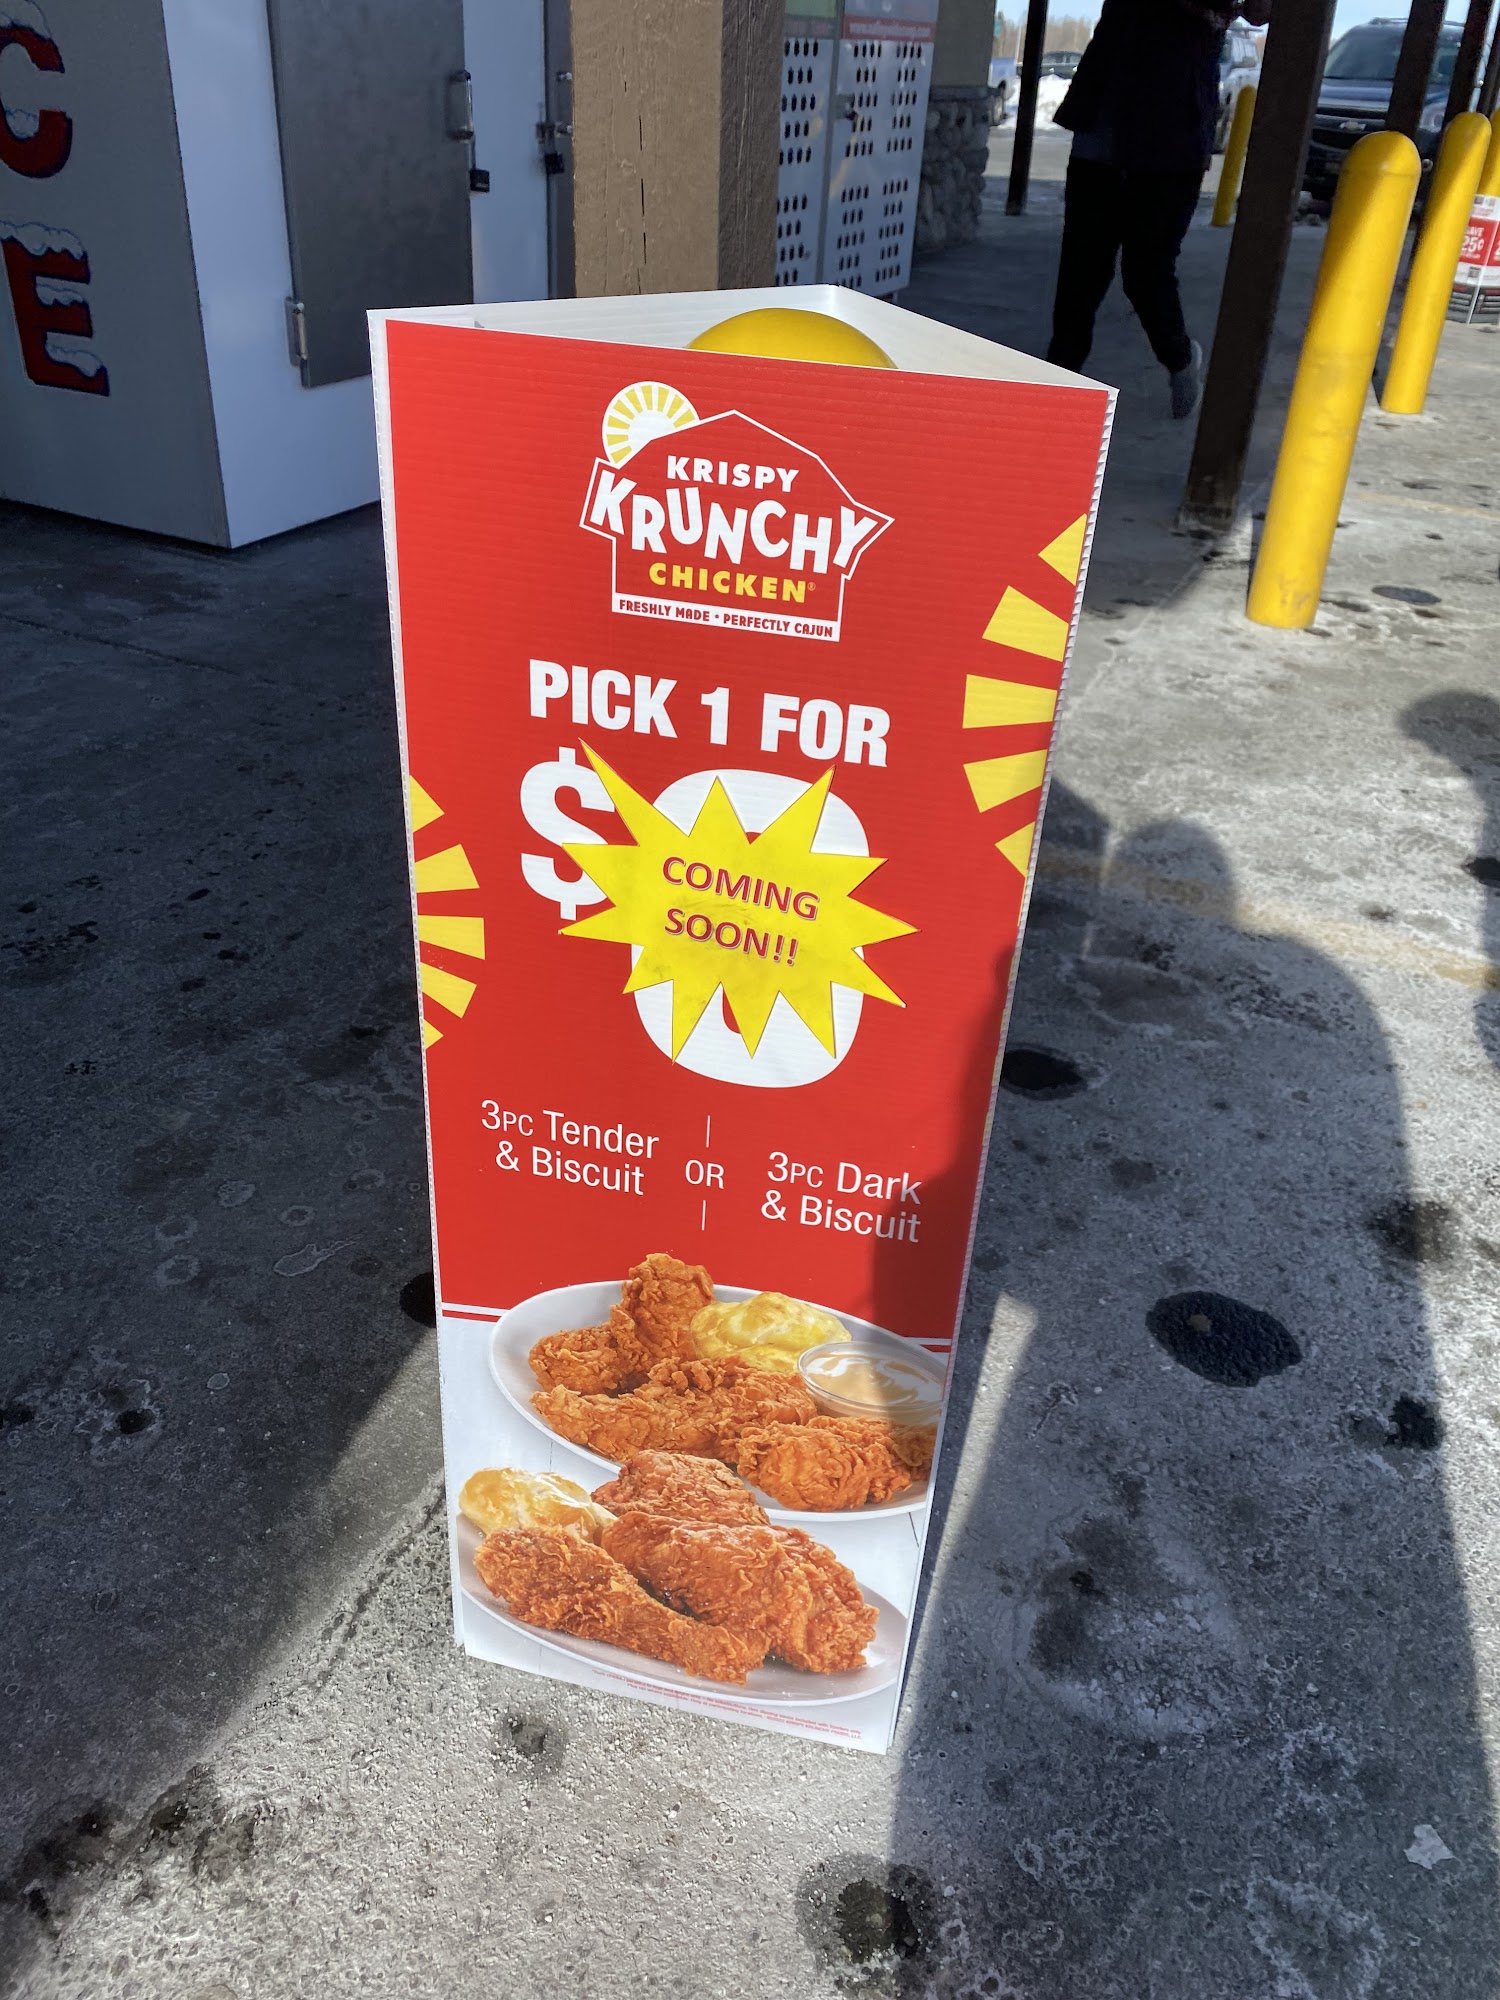 C
E
KRISPY
KRUNCHY
CHICKEN®
FRESHLY MADE • PERFECTLY CAJUN
PICK 1 FOR
$
COMING
SOON!!
3PC Tender
& Biscuit
OR
3PC Dark
& Biscuit
25¢